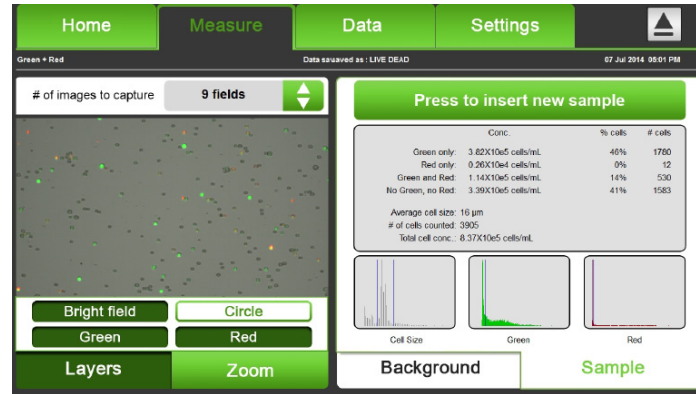 Home Measure Data Settings
Green + Red Data sauaved as : LIVE DEAD 07 Jul 2014 05:01 PM
# of images to capture 9 fields
Press to insert new sample
Conc. % cells # cells
Green only: 3.82X10e5 cells/mL 46% 1780
Red only: 0.26X10e4 cells/mL 0% 12
Green and Red: 1.14X10e5 cells/mL 14% 530
No Green, no Red: 3.39X10e5 cells/mL 41% 1583
Average cell size: 16 µm
# of cells counted: 3905
Total cell conc.: 8.37X10e5 cells/mL
Cell Size Green Red
Bright field Circle
Green Red
Layers Zoom Background Sample